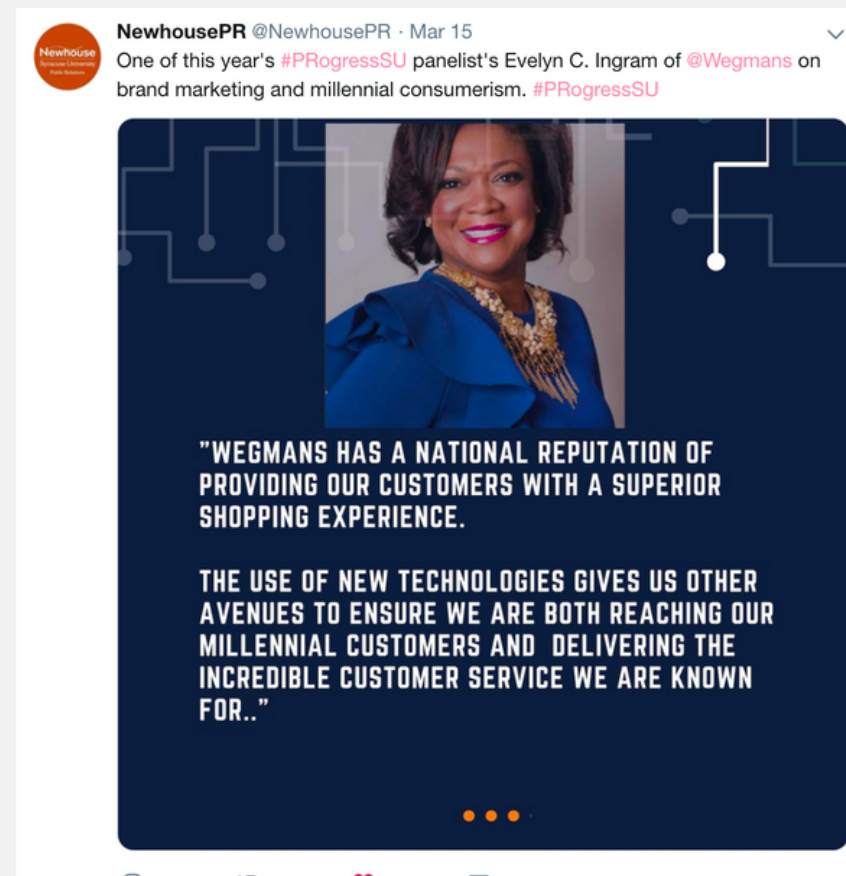 NewhousePR @NewhousePR · Mar 15
One of this year's #PRogressSU panelist's Evelyn C. Ingram of @Wegmans on
brand marketing and millennial consumerism. #PRogressSU
Newhouse
Syracuse University
Public Relations
"WEGMANS HAS A NATIONAL REPUTATION OF
PROVIDING OUR CUSTOMERS WITH A SUPERIOR
SHOPPING EXPERIENCE.
THE USE OF NEW TECHNOLOGIES GIVES US OTHER
AVENUES TO ENSURE WE ARE BOTH REACHING OUR
MILLENNIAL CUSTOMERS AND DELIVERING THE
INCREDIBLE CUSTOMER SERVICE WE ARE KNOWN
FOR.."